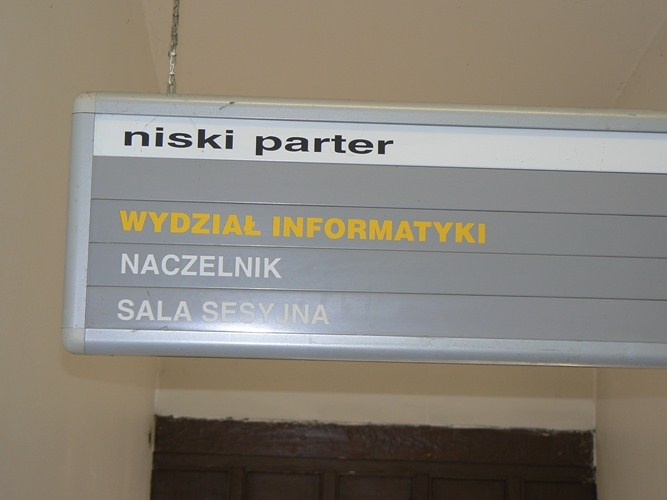 niski parter
WYDZIAŁ INFORMATYKI
NACZELNIK
SALA SESYJNA